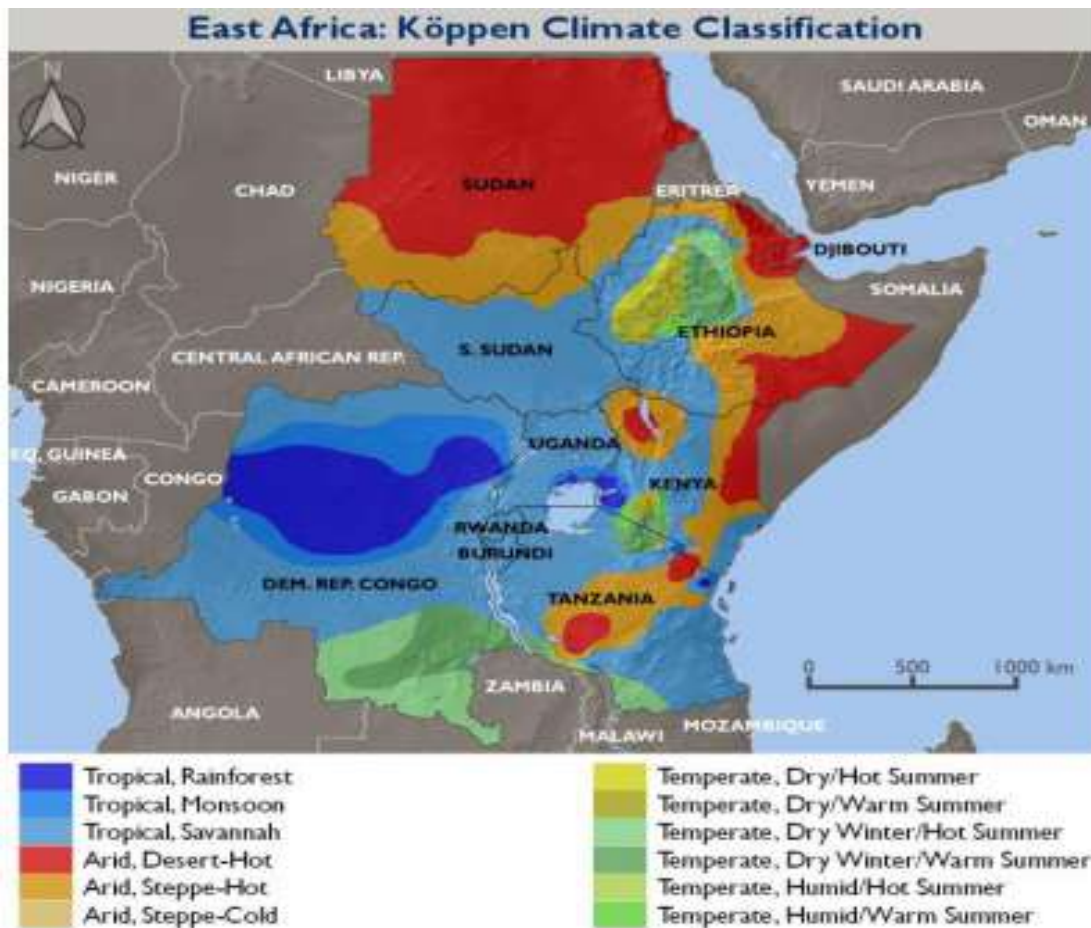 East Africa: Köppen Climate Classification
N
LIBYA
SAUDI ARABIA
OMAN
NIGER
CHAD
SUDAN
ERITREA
YEMEN
DJIBOUTI
NIGERIA
SOMALIA
ETHIOPIA
CENTRAL AFRICAN REP.
S. SUDAN
CAMEROON
UGANDA
EQ. GUINEA
CONGO
KENYA
GABON
RWANDA
BURUNDI
DEM. REP. CONGO
TANZANIA
0 500 1000 km
ZAMBIA
ANGOLA
MALAWI
MOZAMBIQUE
Tropical, Rainforest
Tropical, Monsoon
Tropical, Savannah
Arid, Desert-Hot
Arid, Steppe-Hot
Arid, Steppe-Cold
Temperate, Dry/Hot Summer
Temperate, Dry/Warm Summer
Temperate, Dry Winter/Hot Summer
Temperate, Dry Winter/Warm Summer
Temperate, Humid/Hot Summer
Temperate, Humid/Warm Summer